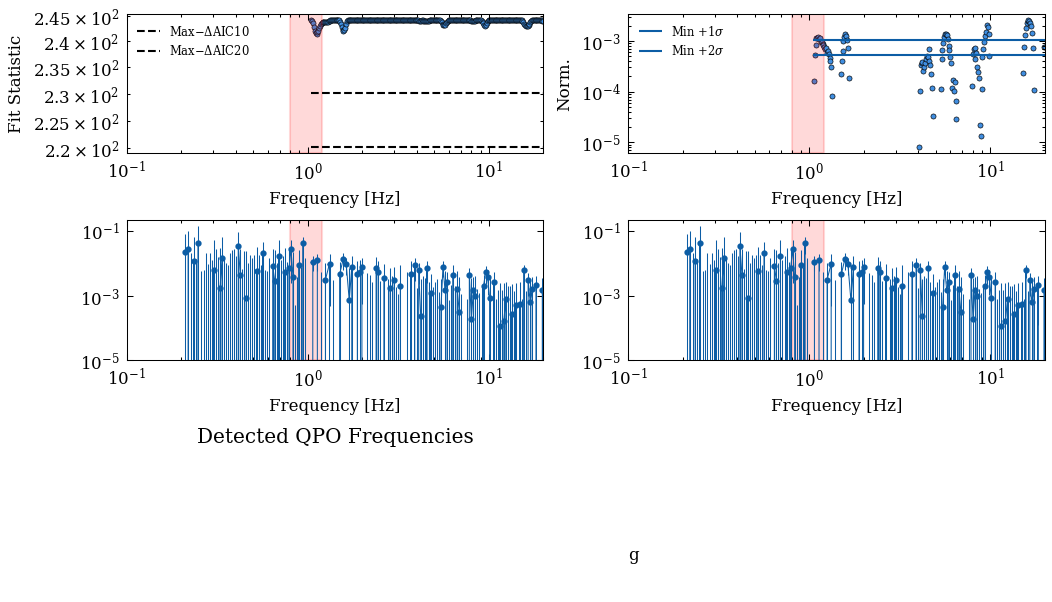 2.45 × 10²
2.4 × 10²
2.35 × 10²
2.3 × 10²
2.25 × 10²
2.2 × 10²
Fit Statistic
Max−ΔAIC10
Max−ΔAIC20
10⁻¹ 10⁰ 10¹
Frequency [Hz]
10⁻³
10⁻⁴
10⁻⁵
Norm.
Min +1σ
Min +2σ
10⁻¹ 10⁰ 10¹
Frequency [Hz]
10⁻¹
10⁻³
10⁻⁵
10⁻¹ 10⁰ 10¹
Frequency [Hz]
10⁻¹
10⁻³
10⁻⁵
10⁻¹ 10⁰ 10¹
Frequency [Hz]
Detected QPO Frequencies
g